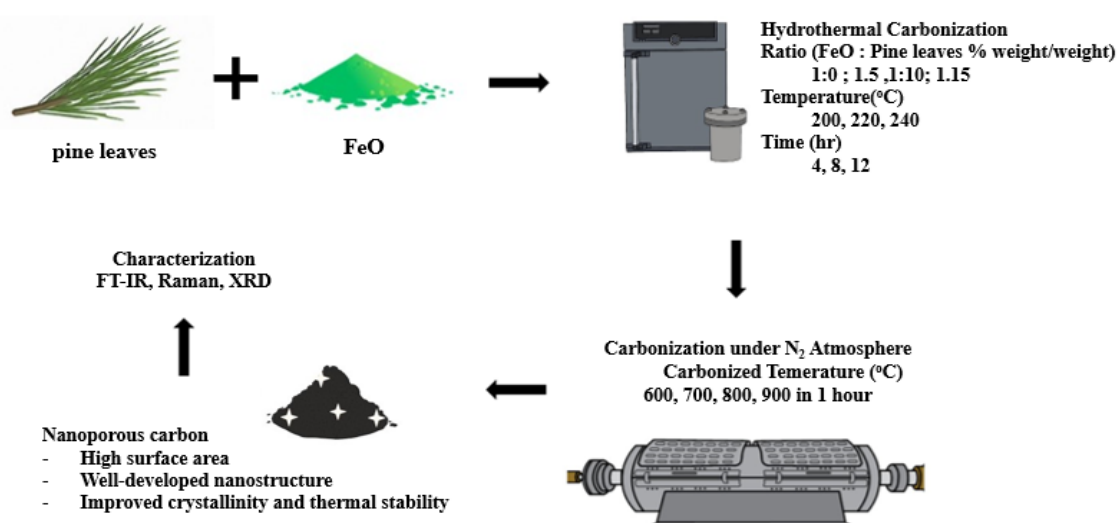 pine leaves
FeO
Hydrothermal Carbonization
Ratio (FeO : Pine leaves % weight/weight)
1:0 ; 1.5 ,1:10; 1.15
Temperature(°C)
200, 220, 240
Time (hr)
4, 8, 12
Carbonization under N₂ Atmosphere
Carbonized Temerature (°C)
600, 700, 800, 900 in 1 hour
Nanoporous carbon
- High surface area
- Well-developed nanostructure
- Improved crystallinity and thermal stability
Characterization
FT-IR, Raman, XRD